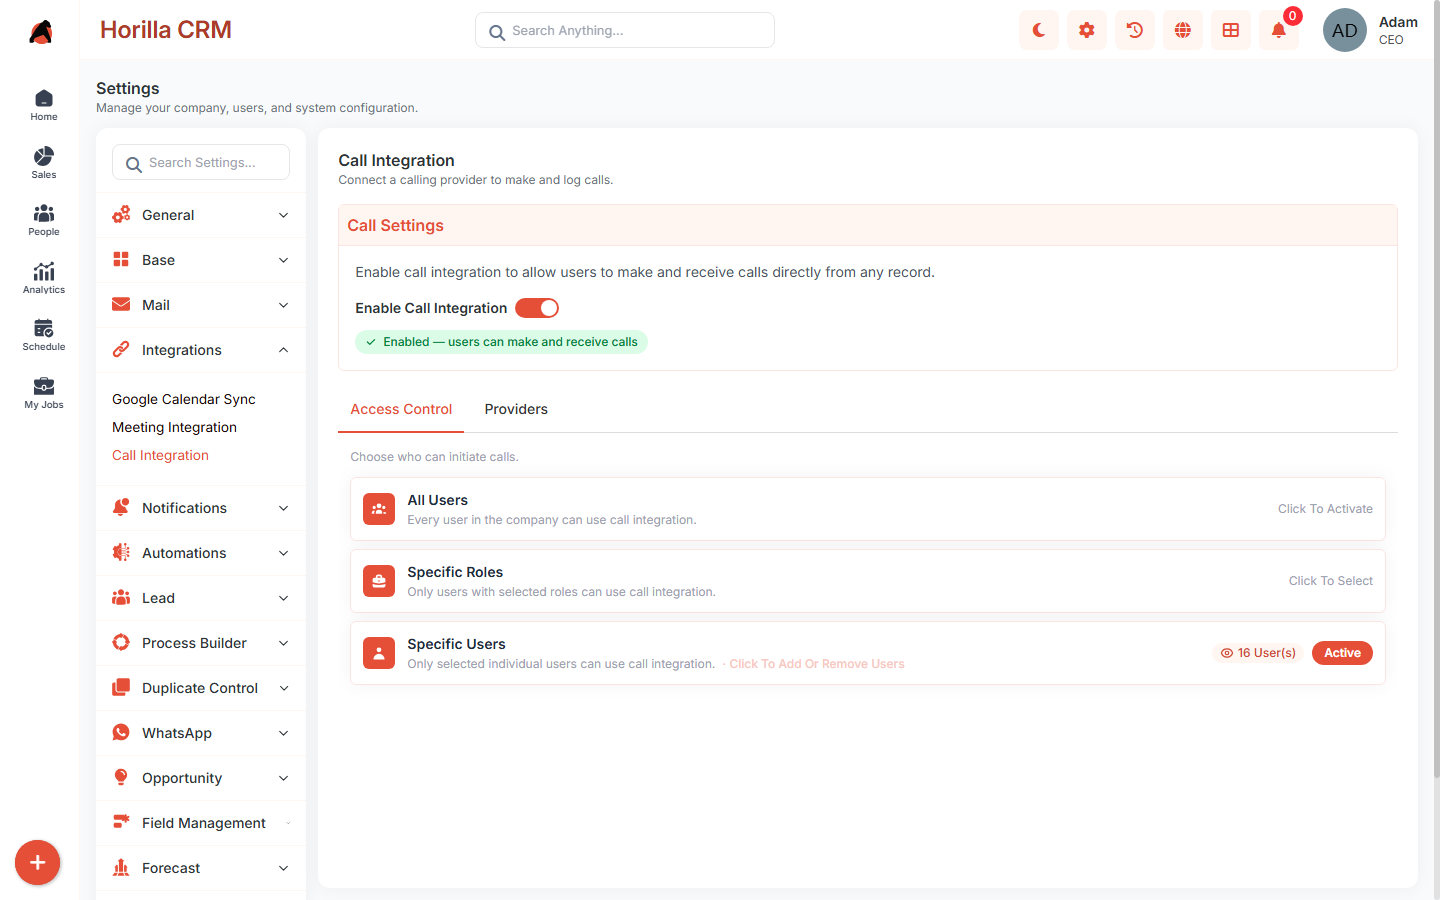 Horilla CRM
Search Anything...
0
AD
Adam
CEO
Home
Sales
People
Analytics
Schedule
My Jobs
Settings
Manage your company, users, and system configuration.
Search Settings...
General
Base
Mail
Integrations
Google Calendar Sync
Meeting Integration
Call Integration
Notifications
Automations
Lead
Process Builder
Duplicate Control
WhatsApp
Opportunity
Field Management
Forecast
Call Integration
Connect a calling provider to make and log calls.
Call Settings
Enable call integration to allow users to make and receive calls directly from any record.
Enable Call Integration
Enabled — users can make and receive calls
Access Control Providers
Choose who can initiate calls.
All Users
Every user in the company can use call integration.
Click To Activate
Specific Roles
Only users with selected roles can use call integration.
Click To Select
Specific Users
Only selected individual users can use call integration. · Click To Add Or Remove Users
16 User(s) Active